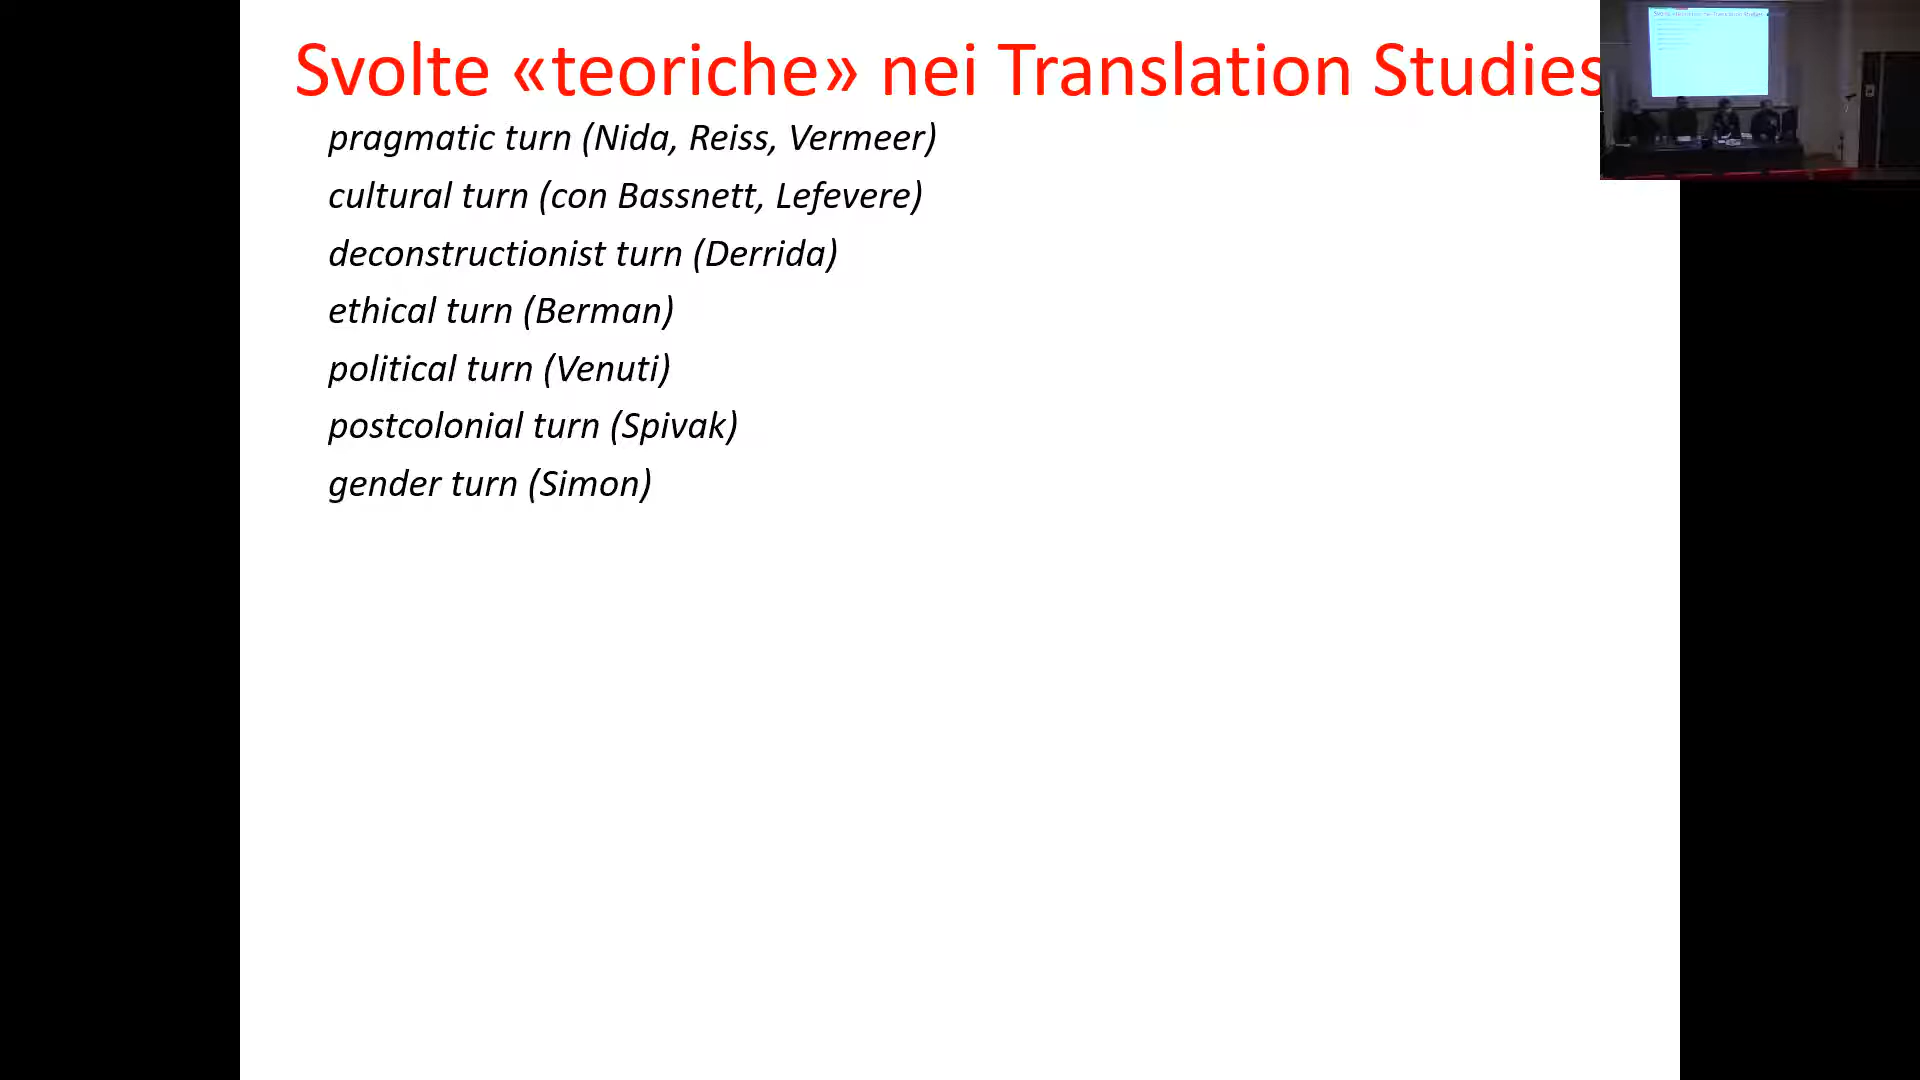 Svolte «teoriche» nei Translation Studies
pragmatic turn (Nida, Reiss, Vermeer)
cultural turn (con Bassnett, Lefevere)
deconstructionist turn (Derrida)
ethical turn (Berman)
political turn (Venuti)
postcolonial turn (Spivak)
gender turn (Simon)